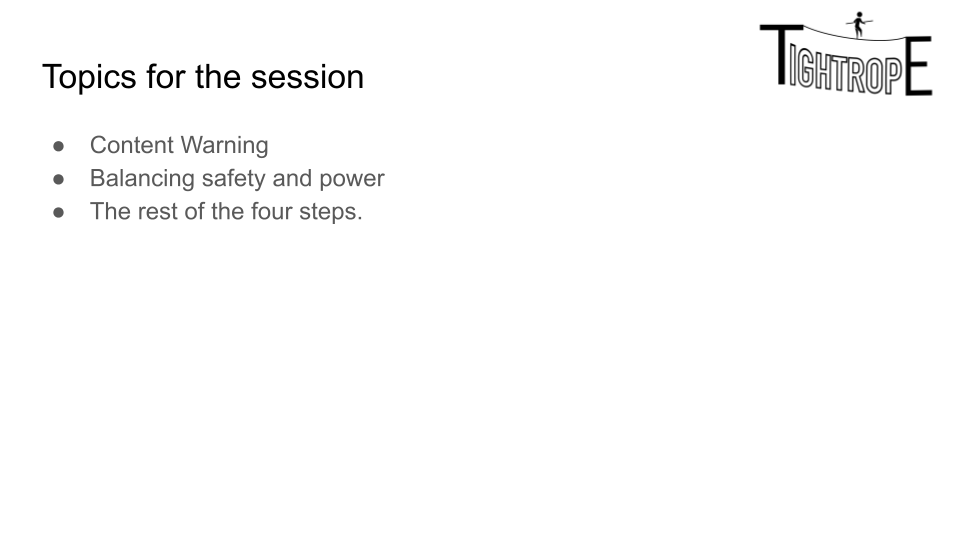 TIGHTROPE
Topics for the session
● Content Warning
● Balancing safety and power
● The rest of the four steps.